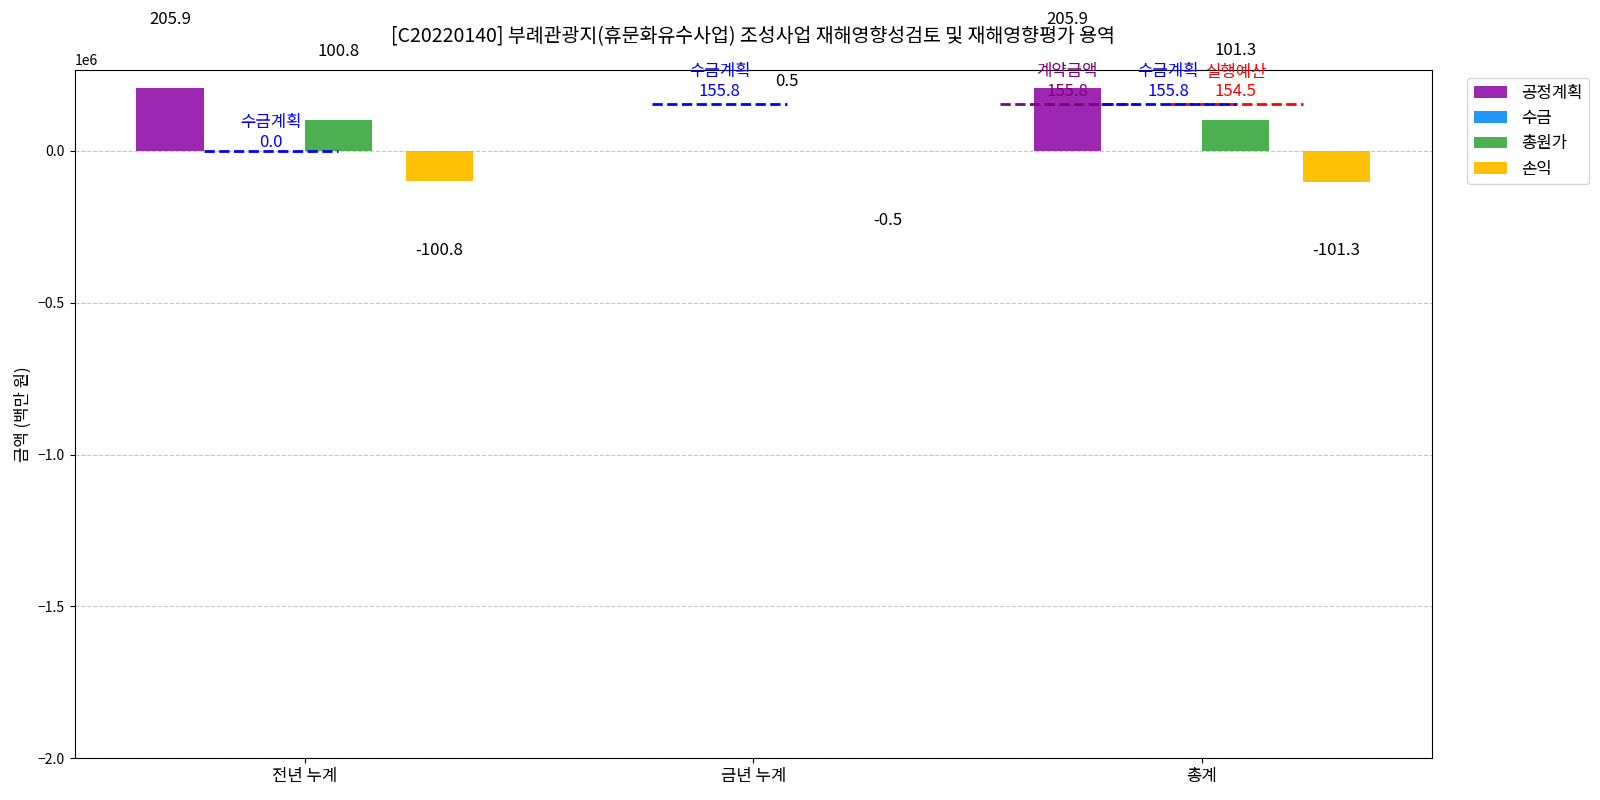 205.9
205.9
[C20220140] 부례관광지(휴문화유수사업) 조성사업 재해영향성검토 및 재해영향평가 용역
100.8
101.3
1e6
수금계획
155.8
0.5
계약금액
155.8
수금계획
155.8
실행예산
154.5
공정계획
수금
총원가
손익
수금계획
0.0
0.0
-0.5
-100.8
-101.3
−0.5
−1.0
−1.5
−2.0
금액 (백만 원)
전년 누계
금년 누계
총계